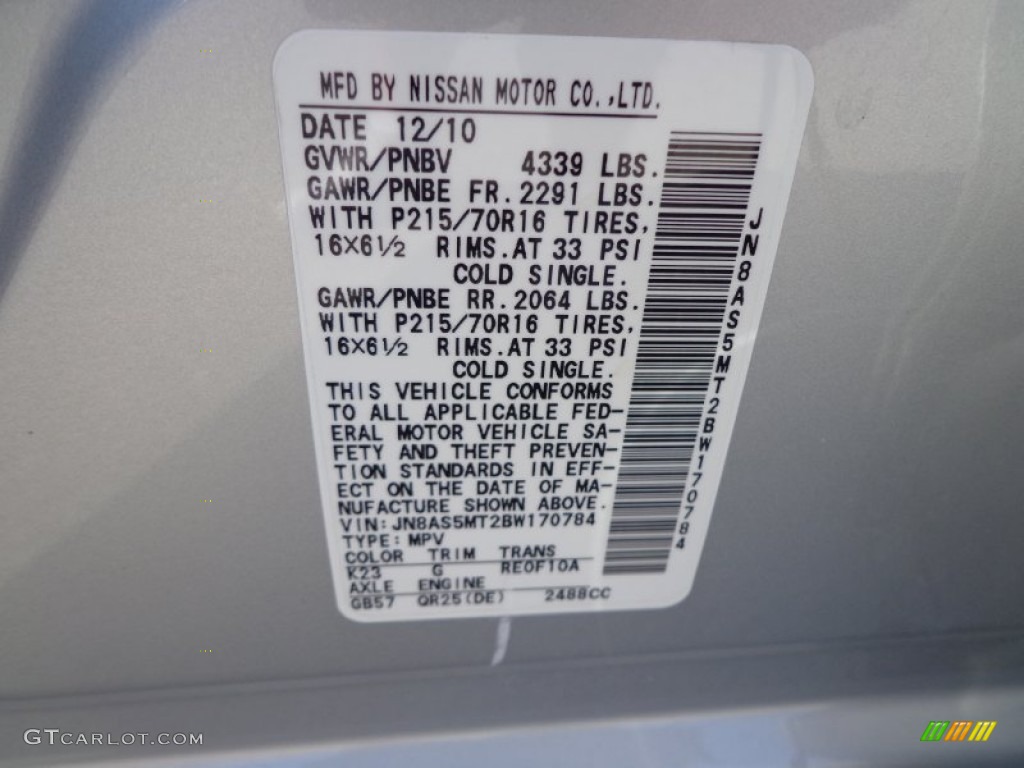 MFD BY NISSAN MOTOR CO.,LTD.
DATE 12/10
GVWR/PNBV 4339 LBS.
GAWR/PNBE FR.2291 LBS.
WITH P215/70R16 TIRES,
16×6½ RIMS.AT 33 PSI
COLD SINGLE.
GAWR/PNBE RR.2064 LBS.
WITH P215/70R16 TIRES,
16×6½ RIMS.AT 33 PSI
COLD SINGLE.
THIS VEHICLE CONFORMS
TO ALL APPLICABLE FED-
ERAL MOTOR VEHICLE SA-
FETY AND THEFT PREVEN-
TION STANDARDS IN EFF-
ECT ON THE DATE OF MA-
NUFACTURE SHOWN ABOVE.
VIN:JN8AS5MT2BW170784
TYPE:MPV
COLOR TRIM TRANS
K23 G RE0F10A
AXLE ENGINE
GB57 QR25(DE) 2488CC
JN8AS5MT2BW170784
GTCARLOT.COM